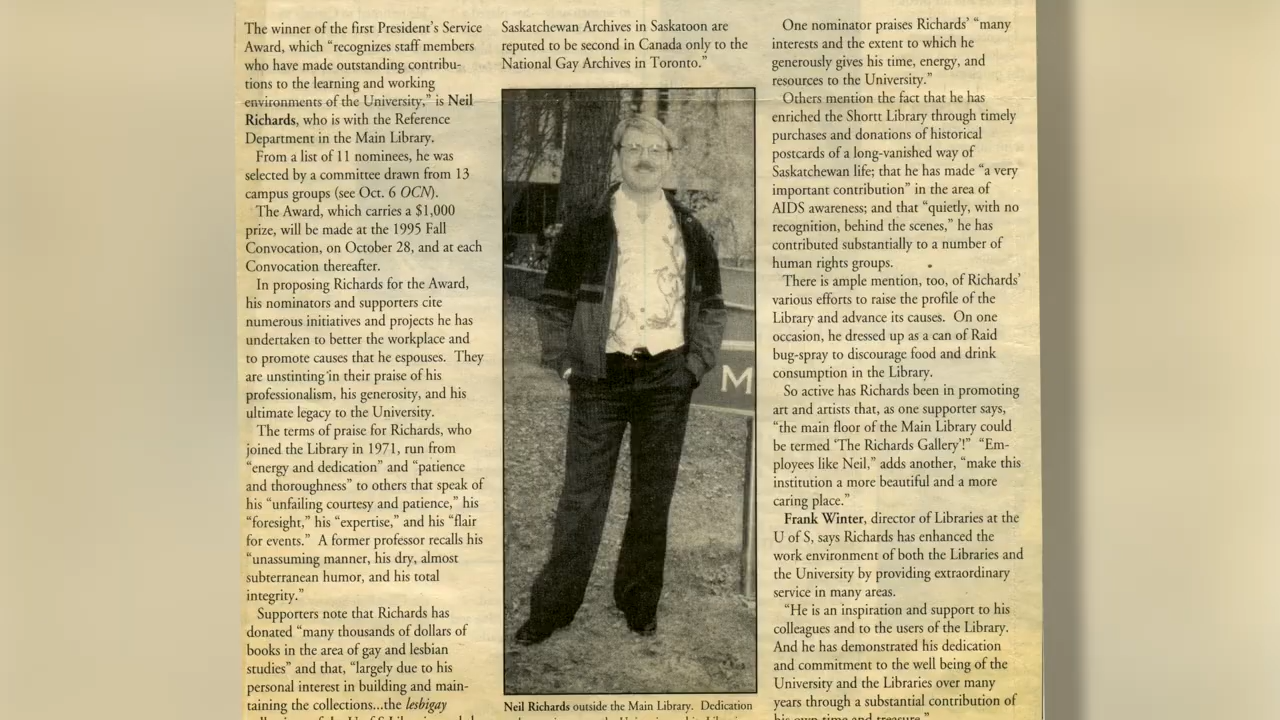 The winner of the first President's Service
Award, which "recognizes staff members
who have made outstanding contribu-
tions to the learning and working
environments of the University," is Neil
Richards, who is with the Reference
Department in the Main Library.
From a list of 11 nominees, he was
selected by a committee drawn from 13
campus groups (see Oct. 6 OCN).
The Award, which carries a $1,000
prize, will be made at the 1995 Fall
Convocation, on October 28, and at each
Convocation thereafter.
In proposing Richards for the Award,
his nominators and supporters cite
numerous initiatives and projects he has
undertaken to better the workplace and
to promote causes that he espouses. They
are unstinting in their praise of his
professionalism, his generosity, and his
ultimate legacy to the University.
The terms of praise for Richards, who
joined the Library in 1971, run from
"energy and dedication" and "patience
and thoroughness" to others that speak of
his "unfailing courtesy and patience," his
"foresight," his "expertise," and his "flair
for events." A former professor recalls his
"unassuming manner, his dry, almost
subterranean humor, and his total
integrity."
Supporters note that Richards has
donated "many thousands of dollars of
books in the area of gay and lesbian
studies" and that, "largely due to his
personal interest in building and main-
taining the collections...the lesbigay
Saskatchewan Archives in Saskatoon are
reputed to be second in Canada only to the
National Gay Archives in Toronto."
M
Neil Richards outside the Main Library. Dedication
One nominator praises Richards' "many
interests and the extent to which he
generously gives his time, energy, and
resources to the University."
Others mention the fact that he has
enriched the Shortt Library through timely
purchases and donations of historical
postcards of a long-vanished way of
Saskatchewan life; that he has made "a very
important contribution" in the area of
AIDS awareness; and that "quietly, with no
recognition, behind the scenes," he has
contributed substantially to a number of
human rights groups.
There is ample mention, too, of Richards'
various efforts to raise the profile of the
Library and advance its causes. On one
occasion, he dressed up as a can of Raid
bug-spray to discourage food and drink
consumption in the Library.
So active has Richards been in promoting
art and artists that, as one supporter says,
"the main floor of the Main Library could
be termed 'The Richards Gallery'!" "Em-
ployees like Neil," adds another, "make this
institution a more beautiful and a more
caring place."
Frank Winter, director of Libraries at the
U of S, says Richards has enhanced the
work environment of both the Libraries and
the University by providing extraordinary
service in many areas.
"He is an inspiration and support to his
colleagues and to the users of the Library.
And he has demonstrated his dedication
and commitment to the well being of the
University and the Libraries over many
years through a substantial contribution of
his own time and treasure."